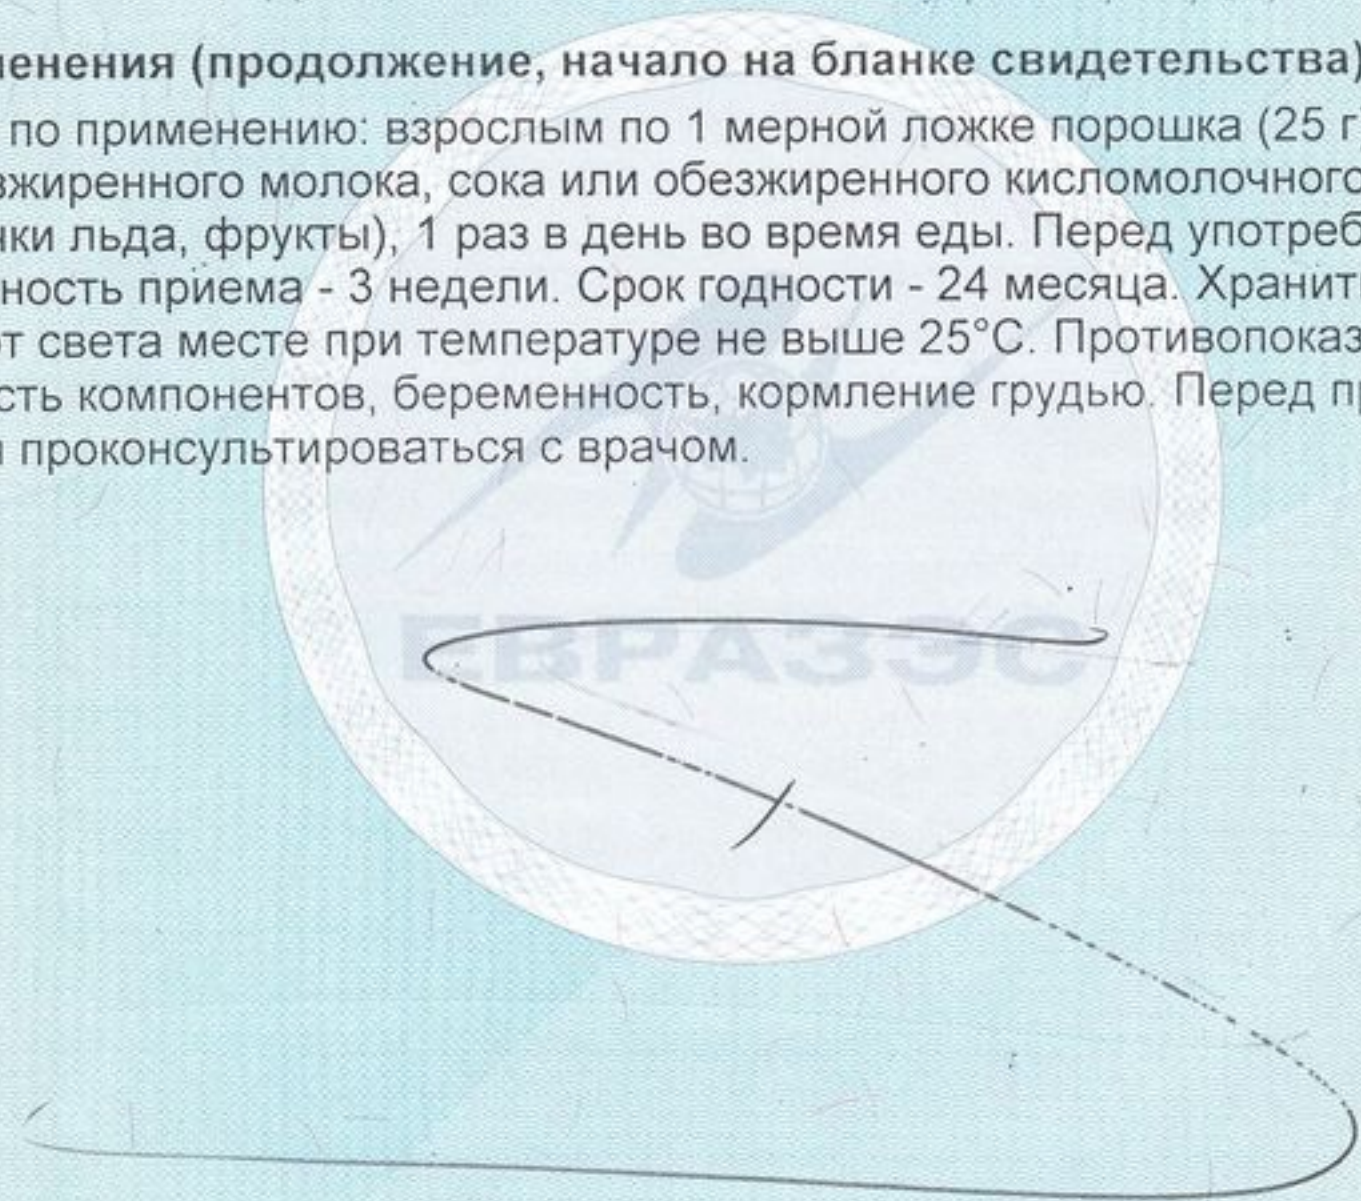 енения (продолжение, начало на бланке свидетельства)
по применению: взрослым по 1 мерной ложке порошка (25 г
зжиренного молока, сока или обезжиренного кисломолочного
чки льда, фрукты), 1 раз в день во время еды. Перед употреб
ность приема - 3 недели. Срок годности - 24 месяца. Хранит
от света месте при температуре не выше 25°С. Противопоказ
сть компонентов, беременность, кормление грудью. Перед пр
и проконсультироваться с врачом.
ЕВРАЗЭС